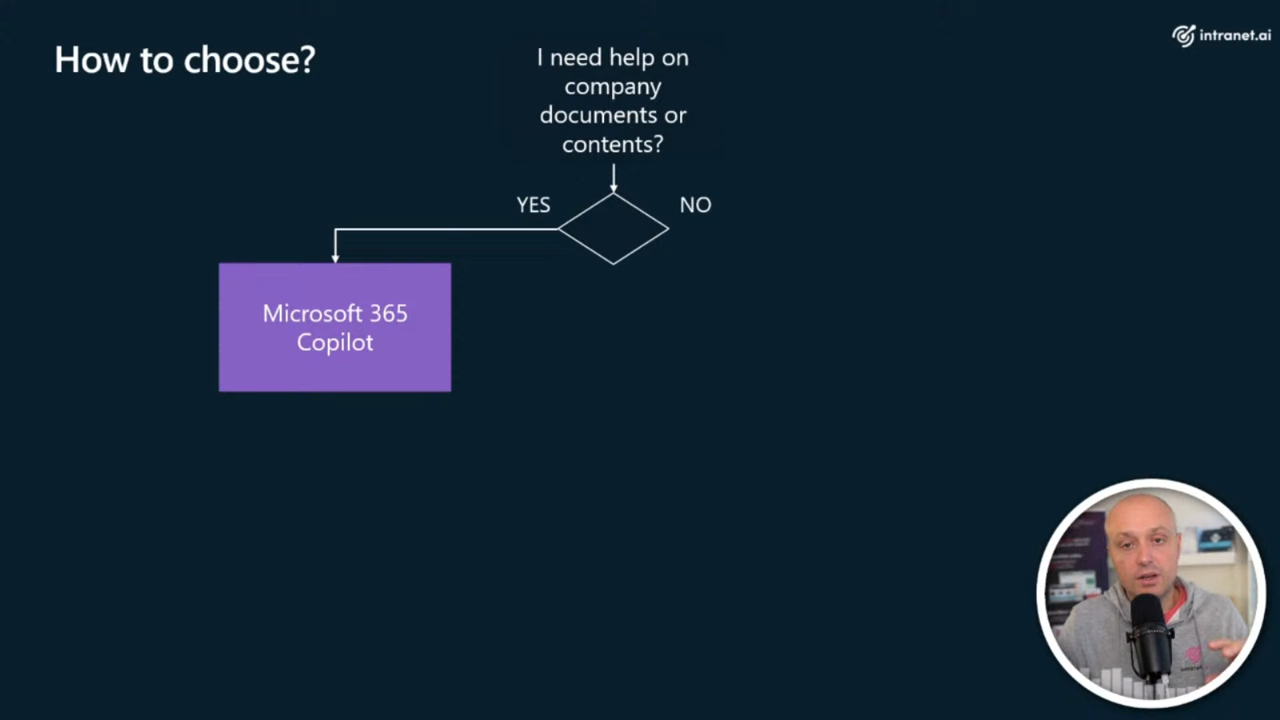 How to choose?
intranet.ai
I need help on
company
documents or
contents?
YES
NO
Microsoft 365
Copilot